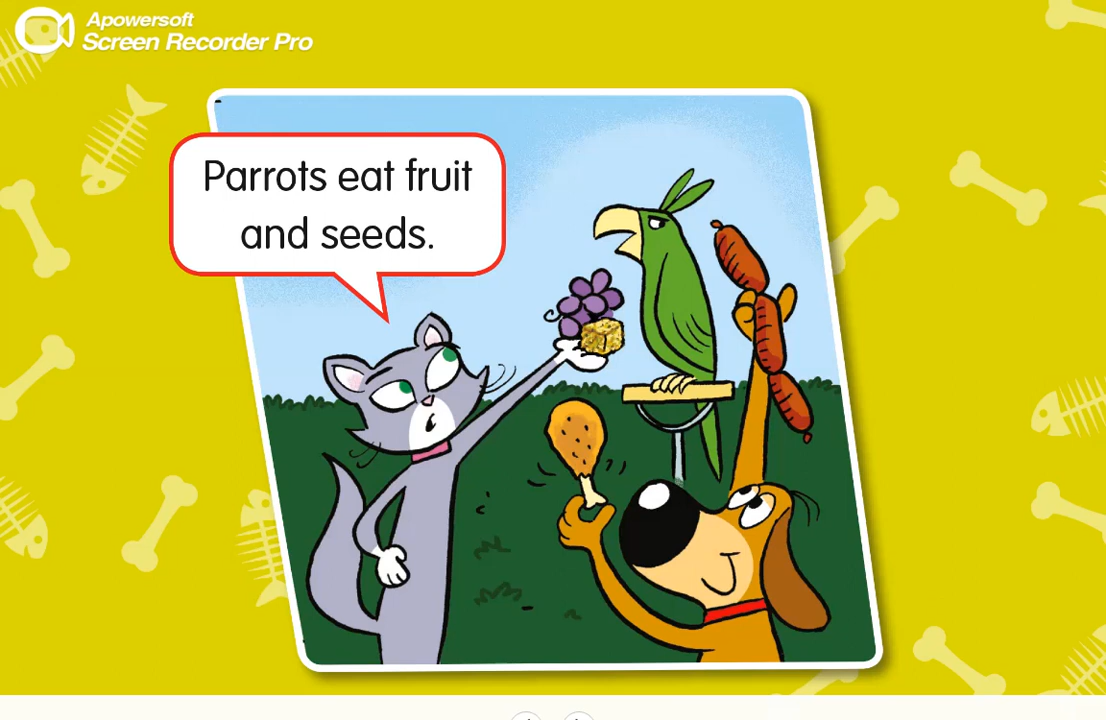 Apowersoft
Screen Recorder Pro
Parrots eat fruit
and seeds.